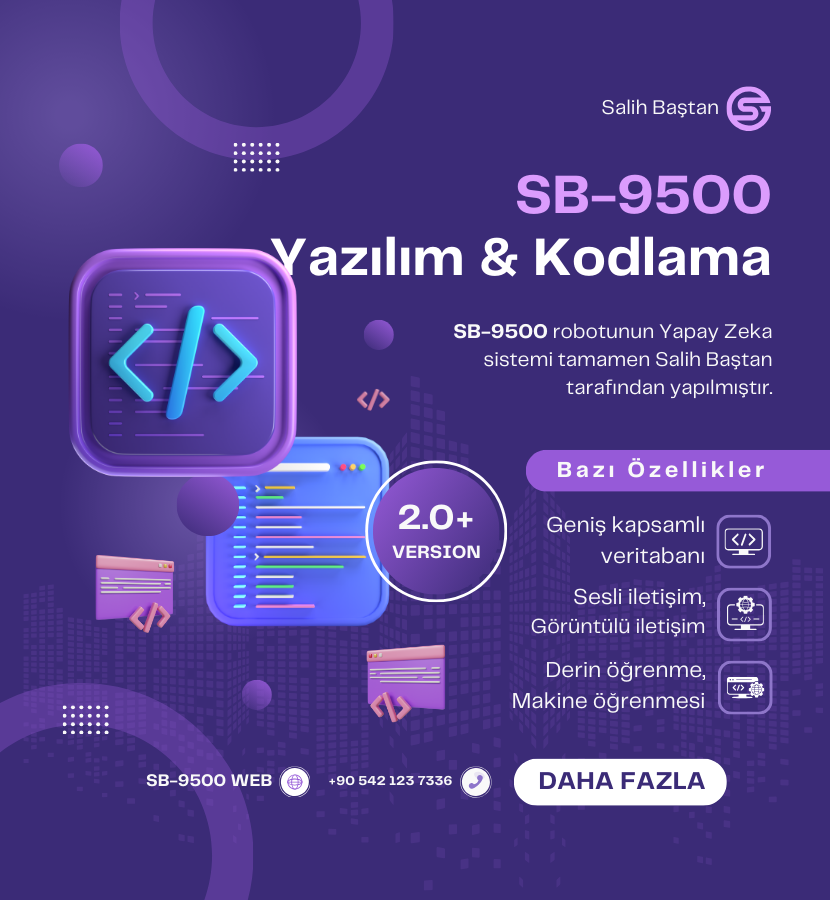 Salih Baştan
SB-9500
Yazılım & Kodlama
SB-9500 robotunun Yapay Zeka
sistemi tamamen Salih Baştan
tarafından yapılmıştır.
Bazı Özellikler
Geniş kapsamlı
veritabanı
Sesli iletişim,
Görüntülü iletişim
Derin öğrenme,
Makine öğrenmesi
2.0+
VERSION
SB-9500 WEB
+90 542 123 7336
DAHA FAZLA